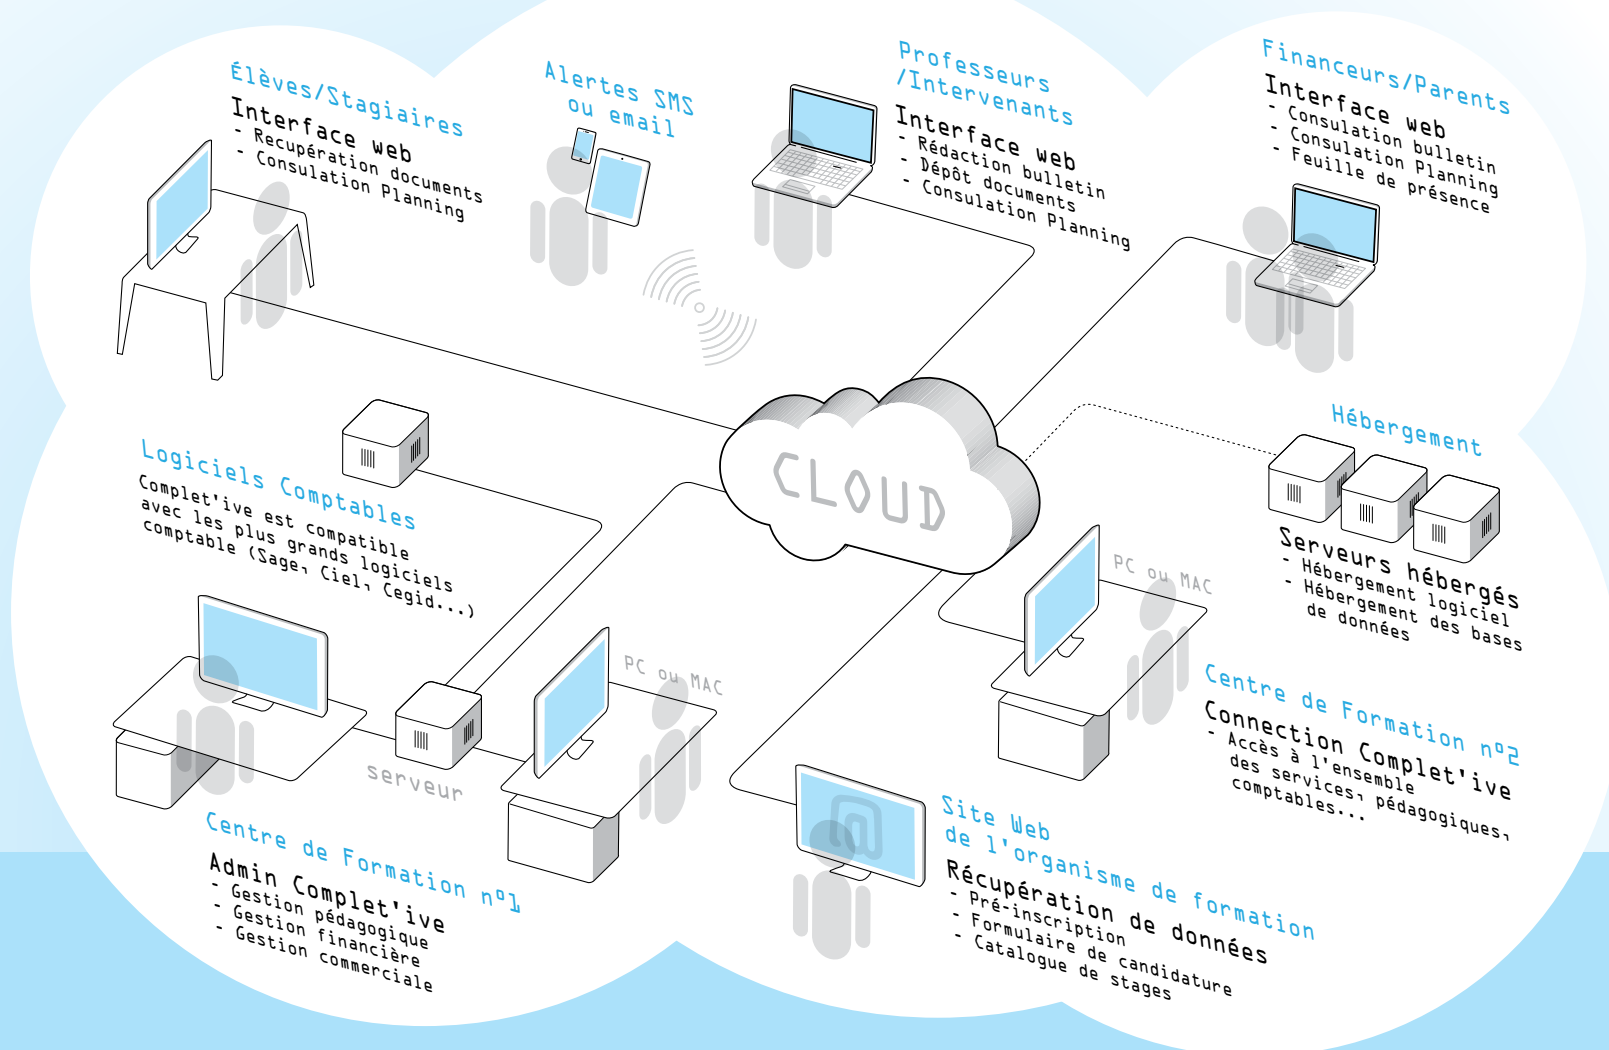 Élèves/Stagiaires
Interface web
- Recupération documents
- Consulation Planning
Alertes SMS
ou email
Professeurs
/Intervenants
Interface web
- Rédaction bulletin
- Dépôt documents
- Consulation Planning
Financeurs/Parents
Interface web
- Consulation bulletin
- Consulation Planning
- Feuille de présence
CLOUD
Hébergement
Serveurs hébergés
- Hébergement logiciel
- Hébergement des bases
de données
Logiciels Comptables
Complet'ive est compatible
avec les plus grands logiciels
comptable (Sage, Ciel, Cegid...)
PC ou MAC
PC ou MAC
serveur
Centre de Formation nº1
Admin Complet'ive
- Gestion pédagogique
- Gestion financière
- Gestion commerciale
Centre de Formation nº2
Connection Complet'ive
- Accès à l'ensemble
des services, pédagogiques,
comptables...
@
Site Web
de l'organisme de formation
Récupération de données
- Pré-inscription
- Formulaire de candidature
- Catalogue de stages